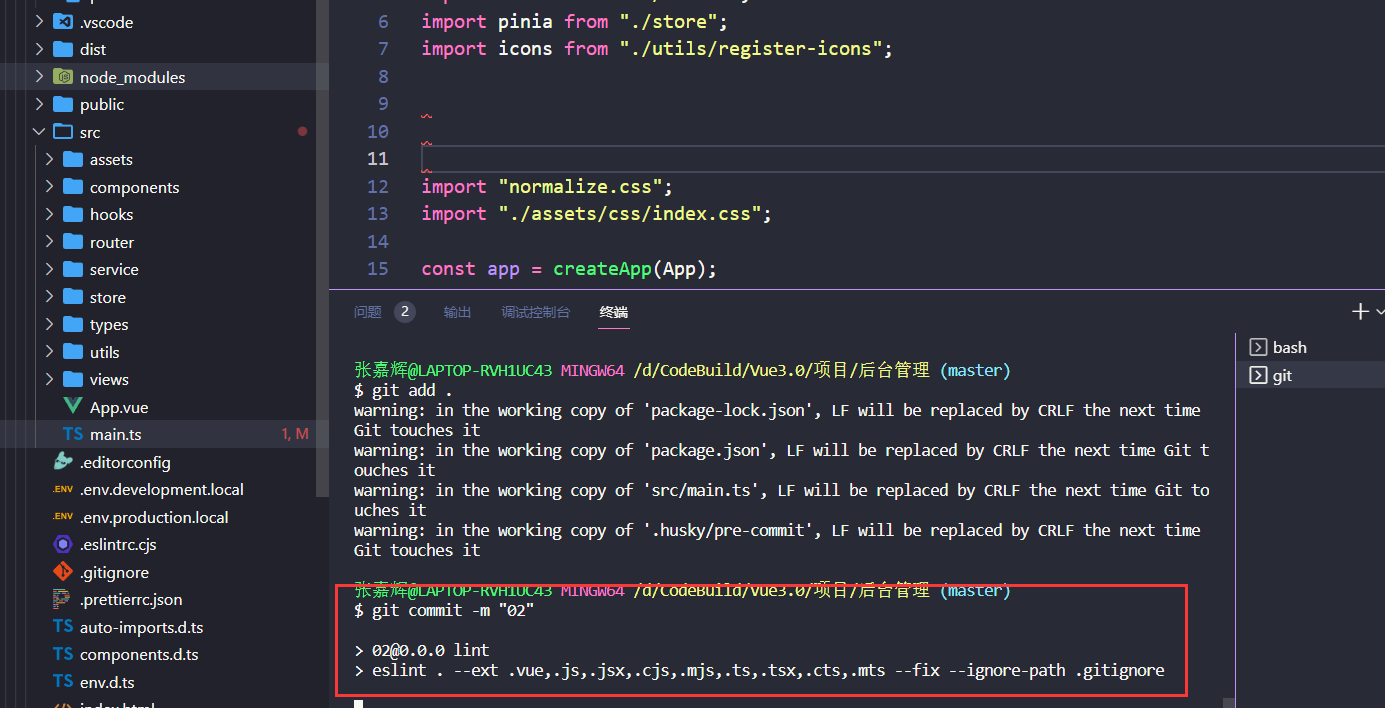 .vscode
dist
node_modules
public
src
assets
components
hooks
router
service
store
types
utils
views
App.vue
TS main.ts 1, M
.editorconfig
.ENV .env.development.local
.ENV .env.production.local
.eslintrc.cjs
.gitignore
.prettierrc.json
TS auto-imports.d.ts
TS components.d.ts
TS env.d.ts
index.html
6 import pinia from "./store";
7 import icons from "./utils/register-icons";
8
9
10
11
12 import "normalize.css";
13 import "./assets/css/index.css";
14
15 const app = createApp(App);
问题 2 输出 调试控制台 终端
张嘉辉@LAPTOP-RVH1UC43 MINGW64 /d/CodeBuild/Vue3.0/项目/后台管理 (master)
$ git add .
warning: in the working copy of 'package-lock.json', LF will be replaced by CRLF the next time
Git touches it
warning: in the working copy of 'package.json', LF will be replaced by CRLF the next time Git t
ouches it
warning: in the working copy of 'src/main.ts', LF will be replaced by CRLF the next time Git to
uches it
warning: in the working copy of '.husky/pre-commit', LF will be replaced by CRLF the next time
Git touches it
张嘉辉@LAPTOP-RVH1UC43 MINGW64 /d/CodeBuild/Vue3.0/项目/后台管理 (master)
$ git commit -m "02"
> 02@0.0.0 lint
> eslint . --ext .vue,.js,.jsx,.cjs,.mjs,.ts,.tsx,.cts,.mts --fix --ignore-path .gitignore
bash
git